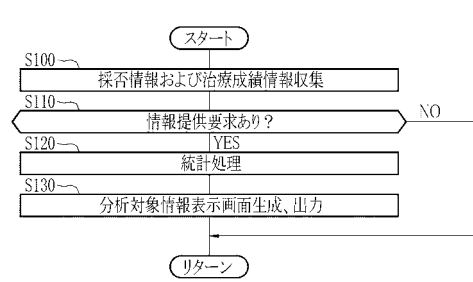 スタート
S100
採否情報および治療成績情報収集
S110
情報提供要求あり?
NO
YES
S120
統計処理
S130
分析対象情報表示画面生成、出力
リターン